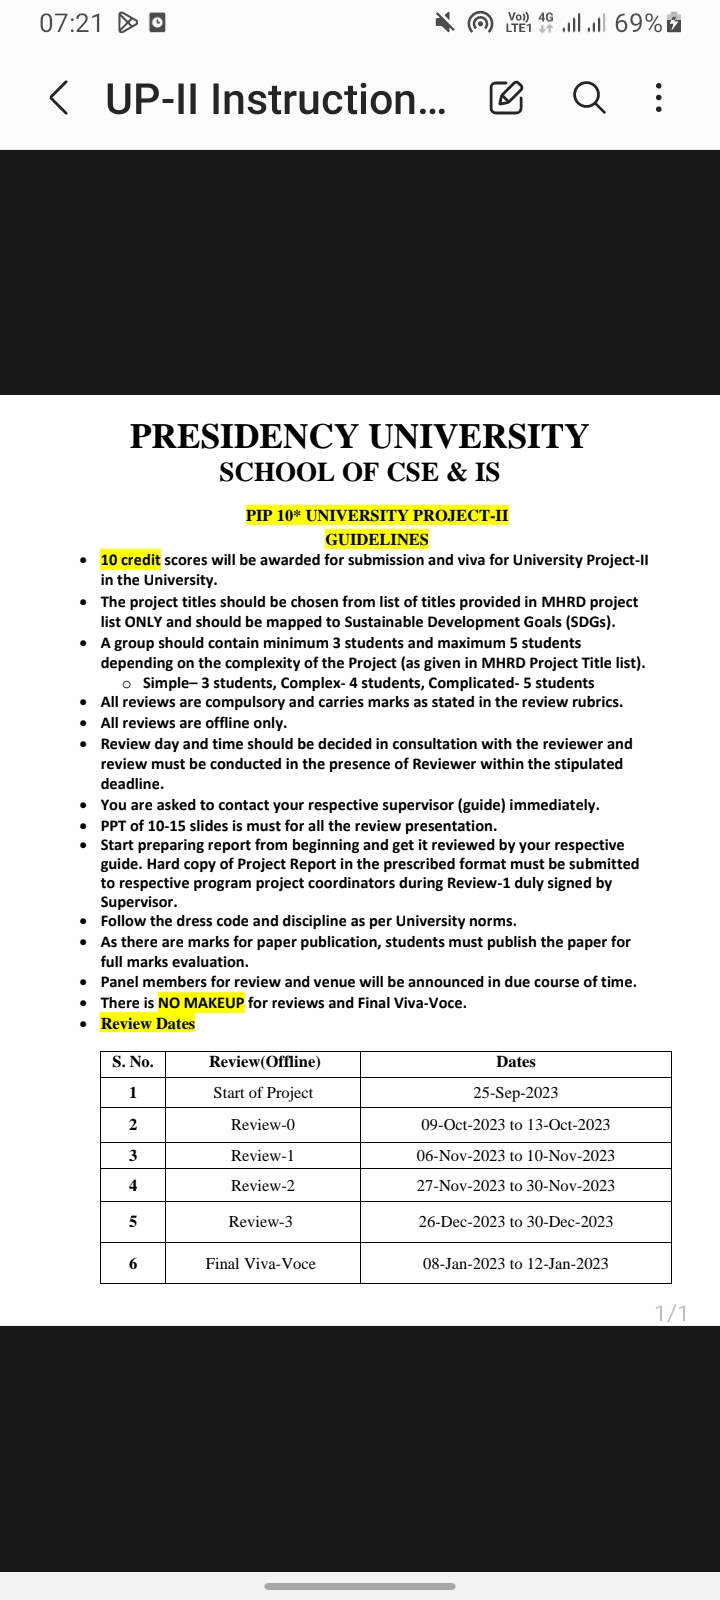 07:21
Vo)) 4G
LTE1
69%
UP-II Instruction...
PRESIDENCY UNIVERSITY
SCHOOL OF CSE & IS
PIP 10* UNIVERSITY PROJECT-II
GUIDELINES
• 10 credit scores will be awarded for submission and viva for University Project-II
in the University.
• The project titles should be chosen from list of titles provided in MHRD project
list ONLY and should be mapped to Sustainable Development Goals (SDGs).
• A group should contain minimum 3 students and maximum 5 students
depending on the complexity of the Project (as given in MHRD Project Title list).
o Simple– 3 students, Complex- 4 students, Complicated- 5 students
• All reviews are compulsory and carries marks as stated in the review rubrics.
• All reviews are offline only.
• Review day and time should be decided in consultation with the reviewer and
review must be conducted in the presence of Reviewer within the stipulated
deadline.
• You are asked to contact your respective supervisor (guide) immediately.
• PPT of 10-15 slides is must for all the review presentation.
• Start preparing report from beginning and get it reviewed by your respective
guide. Hard copy of Project Report in the prescribed format must be submitted
to respective program project coordinators during Review-1 duly signed by
Supervisor.
• Follow the dress code and discipline as per University norms.
• As there are marks for paper publication, students must publish the paper for
full marks evaluation.
• Panel members for review and venue will be announced in due course of time.
• There is NO MAKEUP for reviews and Final Viva-Voce.
• Review Dates
S. No. Review(Offline) Dates
1 Start of Project 25-Sep-2023
2 Review-0 09-Oct-2023 to 13-Oct-2023
3 Review-1 06-Nov-2023 to 10-Nov-2023
4 Review-2 27-Nov-2023 to 30-Nov-2023
5 Review-3 26-Dec-2023 to 30-Dec-2023
6 Final Viva-Voce 08-Jan-2023 to 12-Jan-2023
1/1